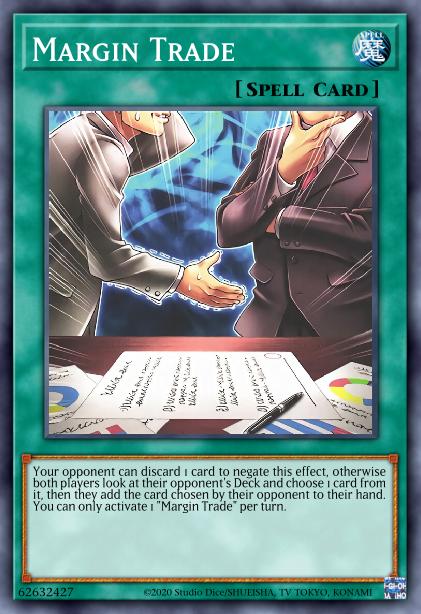 Margin Trade
SPELL
魔
[ Spell Card ]
Your opponent can discard 1 card to negate this effect, otherwise
both players look at their opponent's Deck and choose 1 card from
it, then they add the card chosen by their opponent to their hand.
You can only activate 1 "Margin Trade" per turn.
62632427
©2020 Studio Dice/SHUEISHA, TV TOKYO, KONAMI